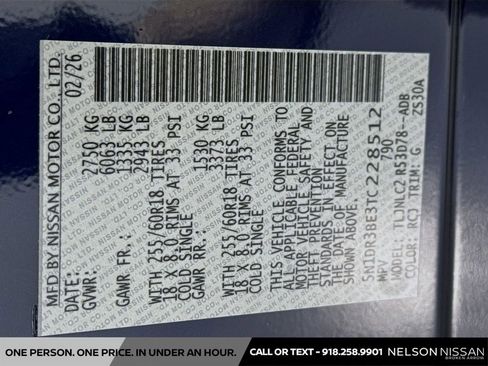 MFD BY NISSAN MOTOR CO., LTD.
DATE: 02/26
GVWR: 2750 KG
6063 LB
GAWR FR.: 1335 KG
2943 LB
WITH 255/60R18 TIRES
18 X 8.0 RIMS AT 33 PSI
COLD SINGLE
GAWR RR.: 1530 KG
3373 LB
WITH 255/60R18 TIRES
18 X 8.0 RIMS AT 33 PSI
COLD SINGLE
THIS VEHICLE CONFORMS TO
ALL APPLICABLE FEDERAL
MOTOR VEHICLE SAFETY AND
THEFT PREVENTION
STANDARDS IN EFFECT ON
THE DATE OF MANUFACTURE
SHOWN ABOVE.
5N1DR3BE3TC228512
MPV 790
MODEL: TLJNLC2 R53D78--ADB
COLOR: RCJ TRIM: G ZS30A
ONE PERSON. ONE PRICE. IN UNDER AN HOUR.
CALL OR TEXT - 918.258.9901
NELSON NISSAN
BROKEN ARROW